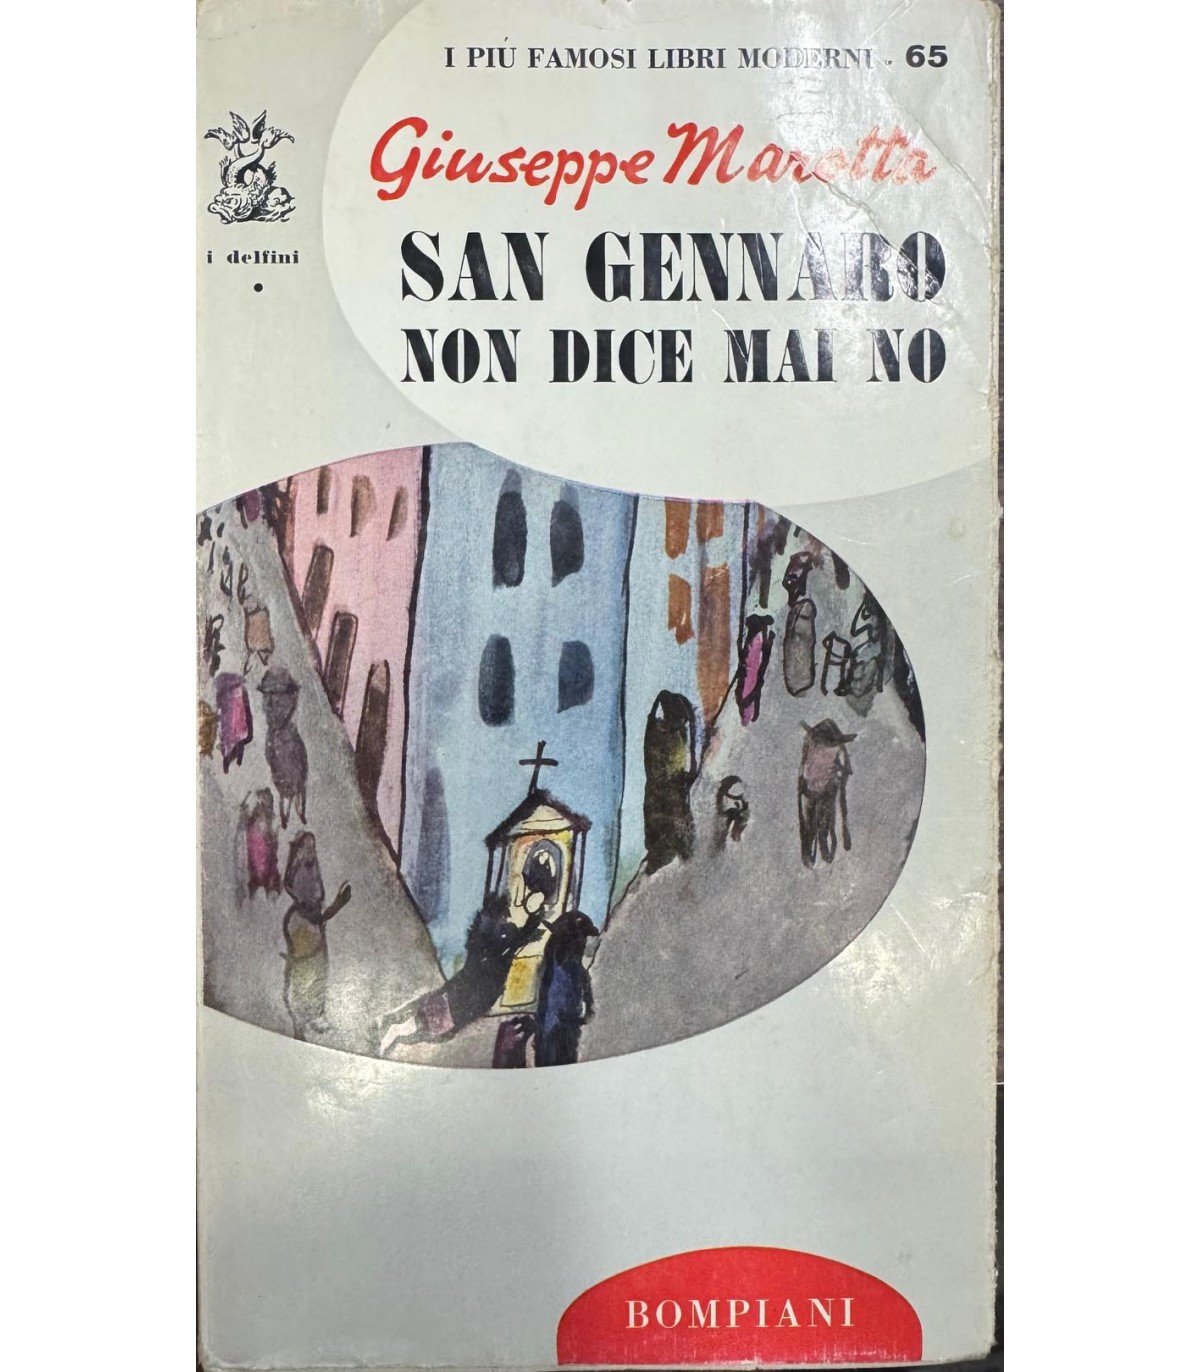 I PIÚ FAMOSI LIBRI MODERNI - 65
Giuseppe Marotta
SAN GENNARO
NON DICE MAI NO
i delfini
BOMPIANI